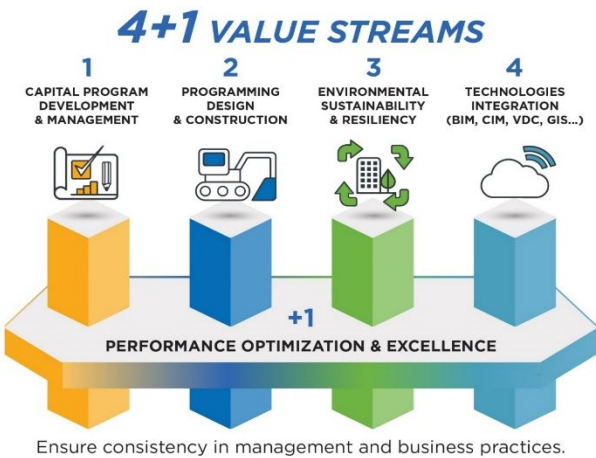 4+1 VALUE STREAMS
1
CAPITAL PROGRAM
DEVELOPMENT
& MANAGEMENT
2
PROGRAMMING
DESIGN
& CONSTRUCTION
3
ENVIRONMENTAL
SUSTAINABILITY
& RESILIENCY
4
TECHNOLOGIES
INTEGRATION
(BIM, CIM, VDC, GIS...)
+1
PERFORMANCE OPTIMIZATION & EXCELLENCE
Ensure consistency in management and business practices.